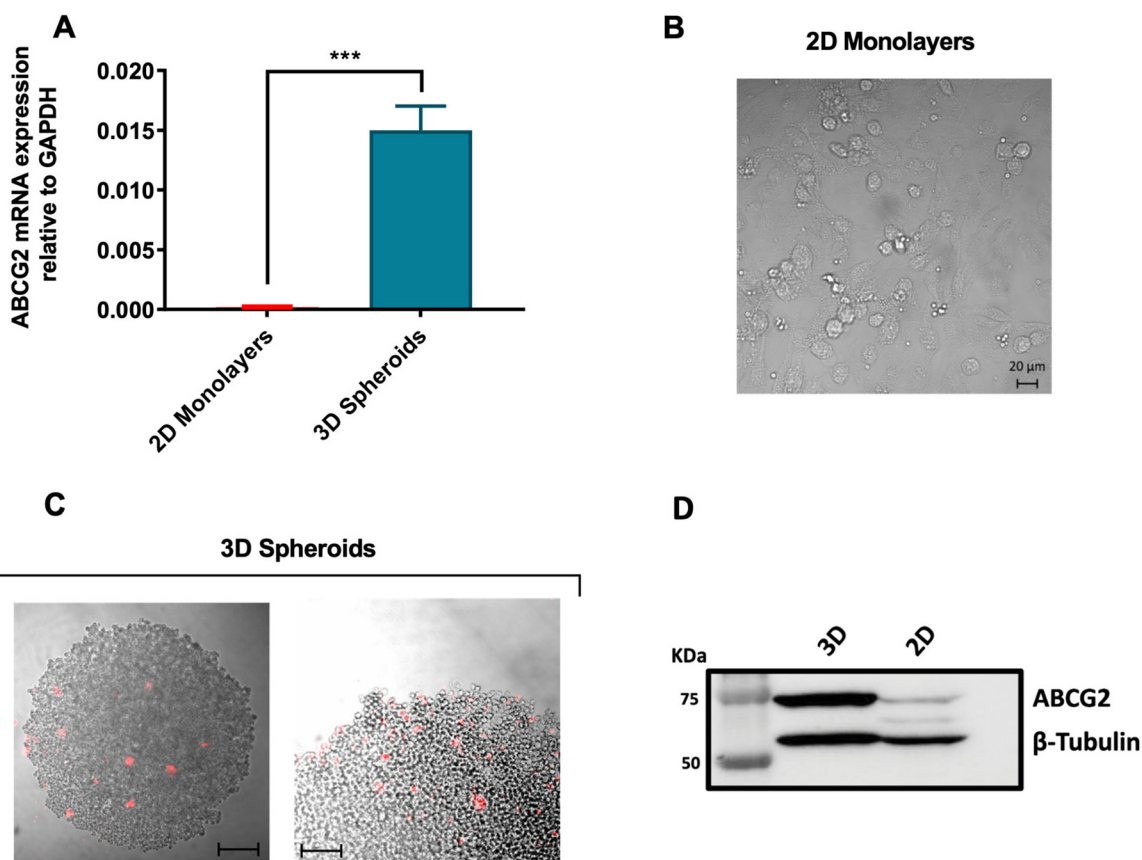 A
***
ABCG2 mRNA expression
relative to GAPDH
0.020
0.015
0.010
0.005
0.000
2D Monolayers
3D Spheroids
B
2D Monolayers
20 µm
C
3D Spheroids
D
3D
2D
KDa
75
50
ABCG2
β-Tubulin